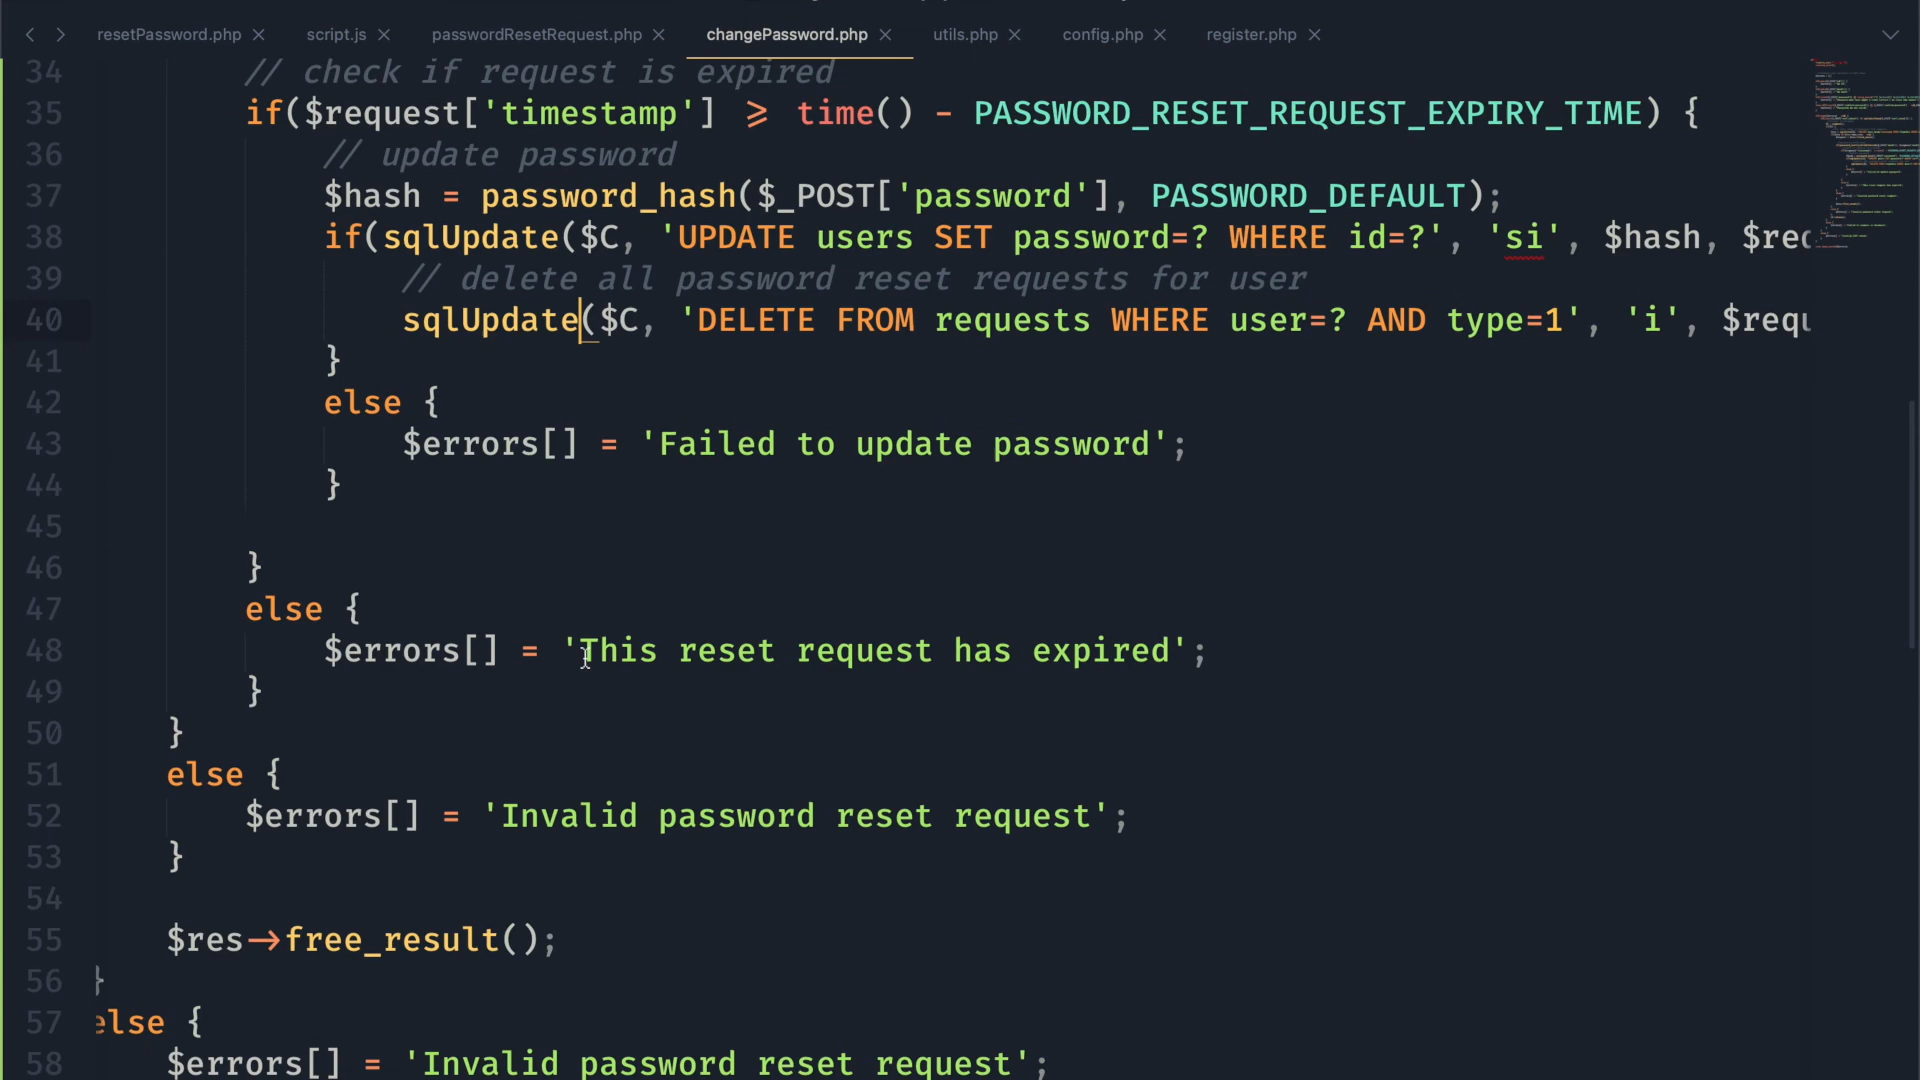 resetPassword.php
script.js
passwordResetRequest.php
changePassword.php
utils.php
config.php
register.php
34 // check if request is expired
35 if($request['timestamp'] >= time() - PASSWORD_RESET_REQUEST_EXPIRY_TIME) {
36 // update password
37 $hash = password_hash($_POST['password'], PASSWORD_DEFAULT);
38 if(sqlUpdate($C, 'UPDATE users SET password=? WHERE id=?', 'si', $hash, $rec
39 // delete all password reset requests for user
40 sqlUpdate($C, 'DELETE FROM requests WHERE user=? AND type=1', 'i', $requ
41 }
42 else {
43 $errors[] = 'Failed to update password';
44 }
45
46 }
47 else {
48 $errors[] = 'This reset request has expired';
49 }
50 }
51 else {
52 $errors[] = 'Invalid password reset request';
53 }
54
55 $res->free_result();
56 }
57 else {
58 $errors[] = 'Invalid password reset request';